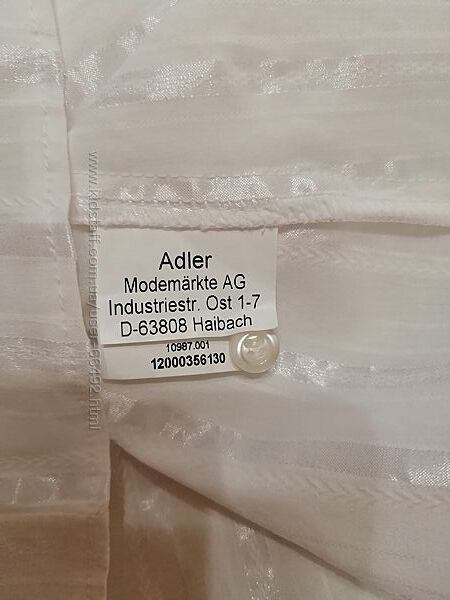 Adler
Modemärkte AG
Industriestr. Ost 1-7
D-63808 Haibach
10987.001
12000356130